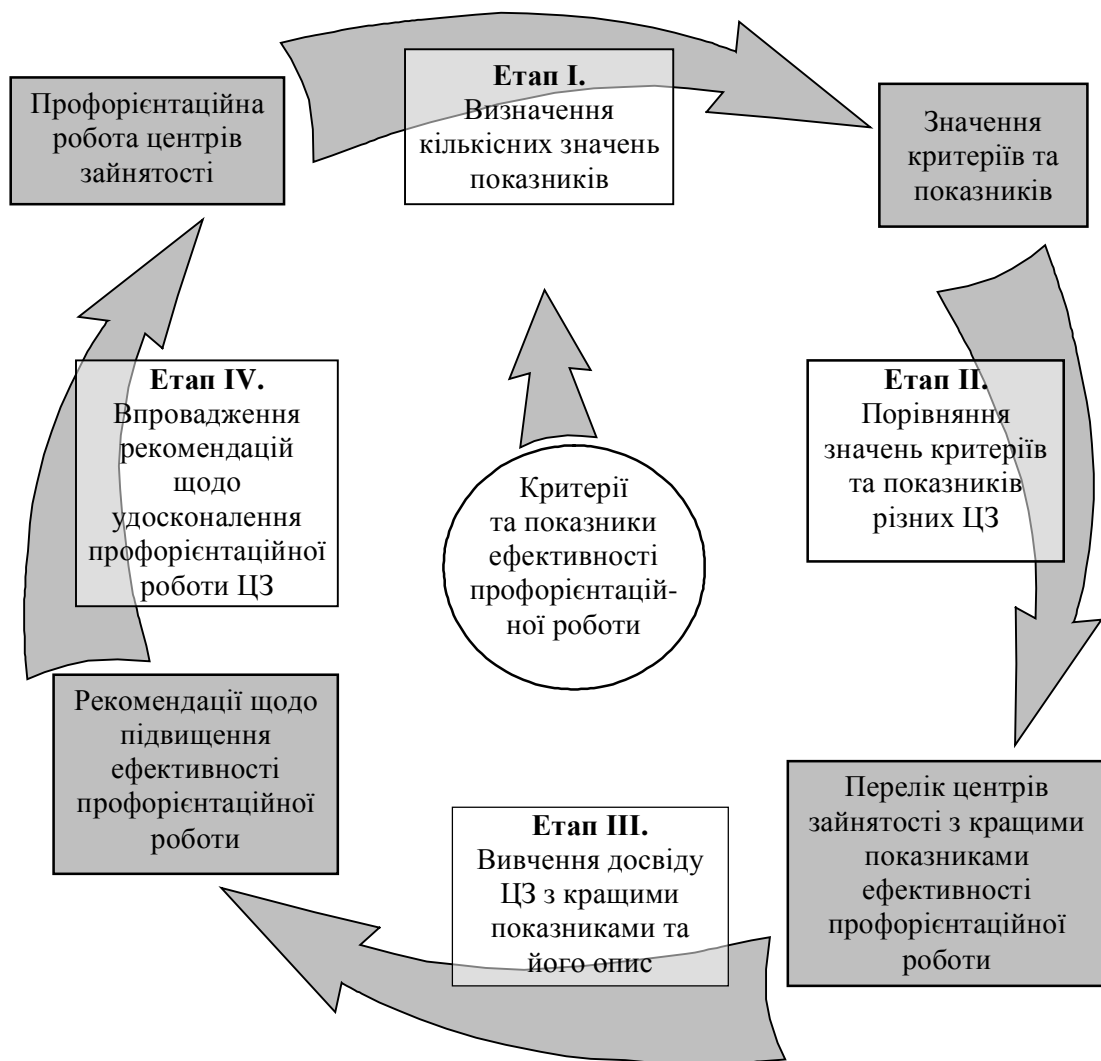 Етап I.
Визначення
кількісних значень
показників
Профорієнтаційна
робота центрів
зайнятості
Значення
критеріїв та
показників
Етап IV.
Впровадження
рекомендацій
щодо
удосконалення
профорієнтаційної
роботи ЦЗ
Етап II.
Порівняння
значень критеріїв
та показників
різних ЦЗ
Критерії
та показники
ефективності
профорієнтацій-
ної роботи
Рекомендації щодо
підвищення
ефективності
профорієнтаційної
роботи
Етап III.
Вивчення досвіду
ЦЗ з кращими
показниками та
його опис
Перелік центрів
зайнятості з кращими
показниками
ефективності
профорієнтаційної
роботи